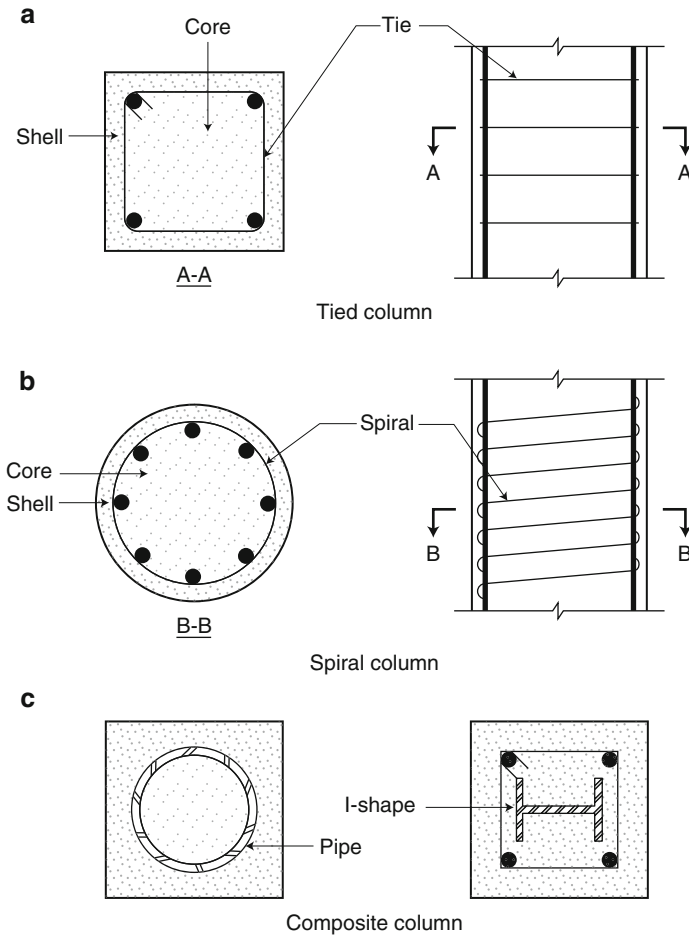 a
Core
Tie
Shell
A
A
A-A
Tied column
b
Spiral
Core
Shell
B
B
B-B
Spiral column
c
I-shape
Pipe
Composite column